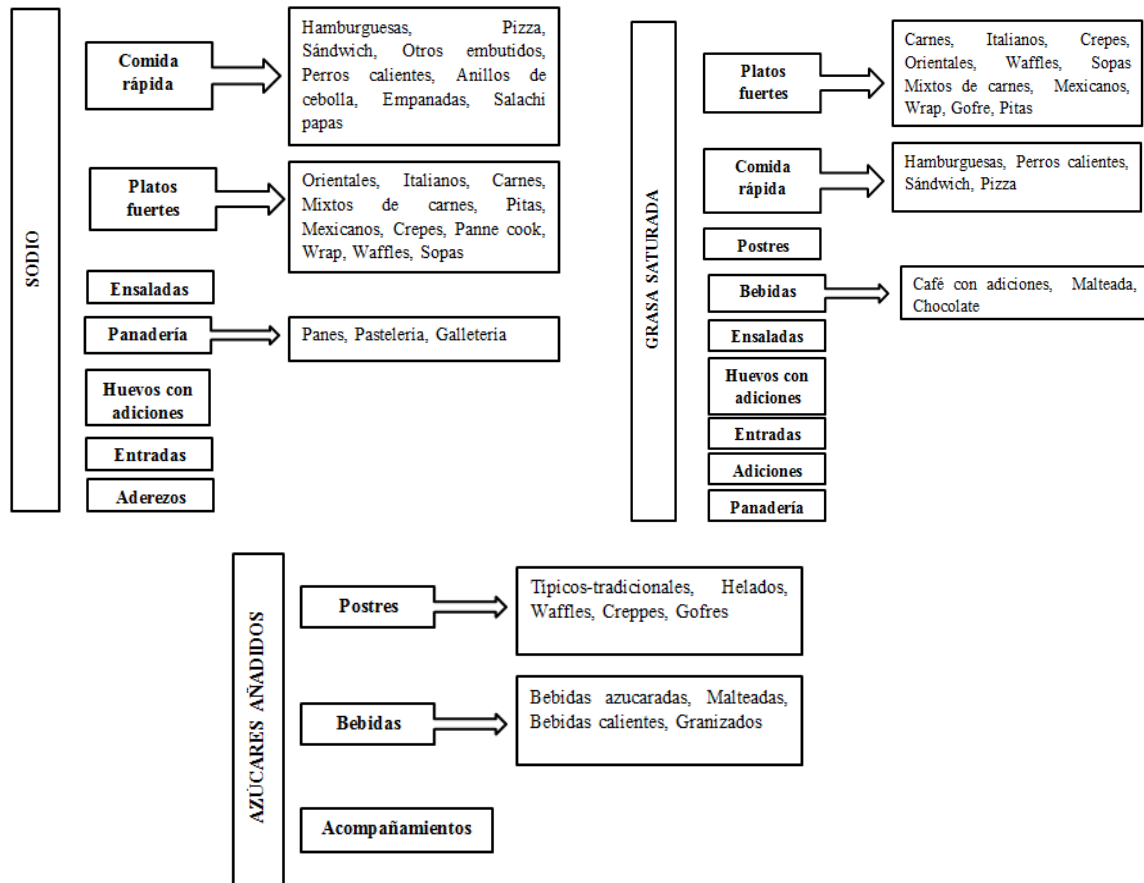 SODIO
Comida
rápida
Hamburguesas, Pizza,
Sándwich, Otros embutidos,
Perros calientes, Anillos de
cebolla, Empanadas, Salachi
papas
Platos
fuertes
Orientales, Italianos, Carnes,
Mixtos de carnes, Pitas,
Mexicanos, Crepes, Panne cook,
Wrap, Waffles, Sopas
Ensaladas
Panadería
Panes, Pastelería, Galleteria
Huevos con
adiciones
Entradas
Aderezos
GRASA SATURADA
Platos
fuertes
Carnes, Italianos, Crepes,
Orientales, Waffles, Sopas
Mixtos de carnes, Mexicanos,
Wrap, Gofre, Pitas
Comida
rápida
Hamburguesas, Perros calientes,
Sándwich, Pizza
Postres
Bebidas
Café con adiciones, Malteada,
Chocolate
Ensaladas
Huevos con
adiciones
Entradas
Adiciones
Panadería
AZÚCARES AÑADIDOS
Postres
Típicos-tradicionales, Helados,
Waffles, Creppes, Gofres
Bebidas
Bebidas azucaradas, Malteadas,
Bebidas calientes, Granizados
Acompañamientos